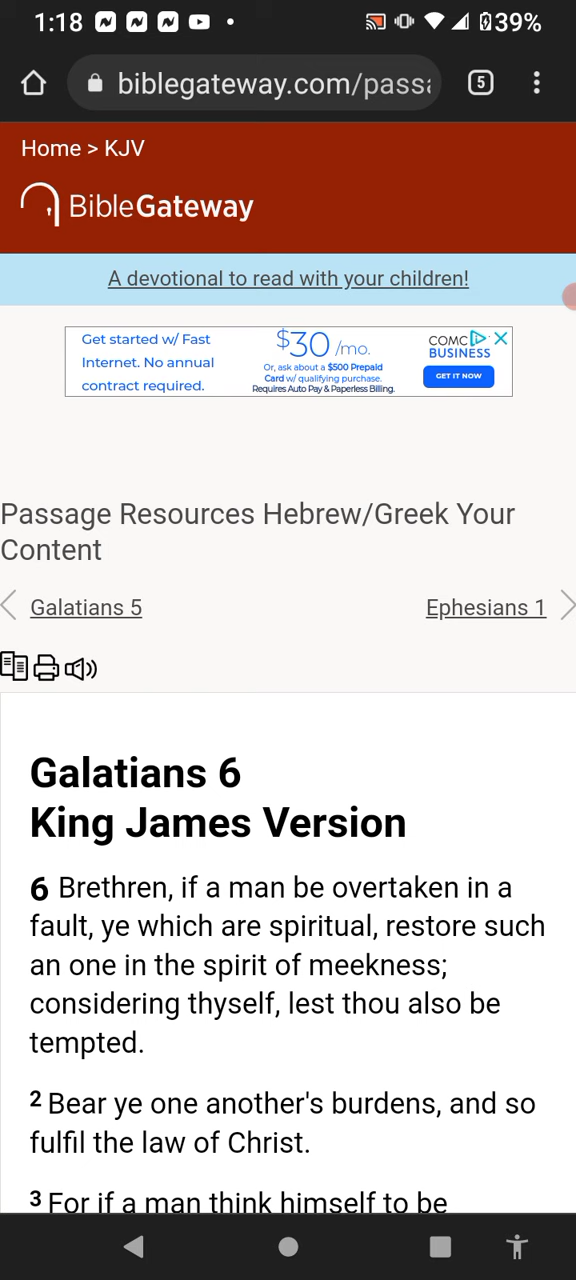 1:18
39%
biblegateway.com/passa
5
Home > KJV
BibleGateway
A devotional to read with your children!
Get started w/ Fast
Internet. No annual
contract required.
$30 /mo.
Or, ask about a $500 Prepaid
Card w/ qualifying purchase.
Requires Auto Pay & Paperless Billing.
COMC
BUSINESS
GET IT NOW
Passage Resources Hebrew/Greek Your
Content
Galatians 5
Ephesians 1
Galatians 6
King James Version
6 Brethren, if a man be overtaken in a
fault, ye which are spiritual, restore such
an one in the spirit of meekness;
considering thyself, lest thou also be
tempted.
2 Bear ye one another's burdens, and so
fulfil the law of Christ.
3 For if a man think himself to be